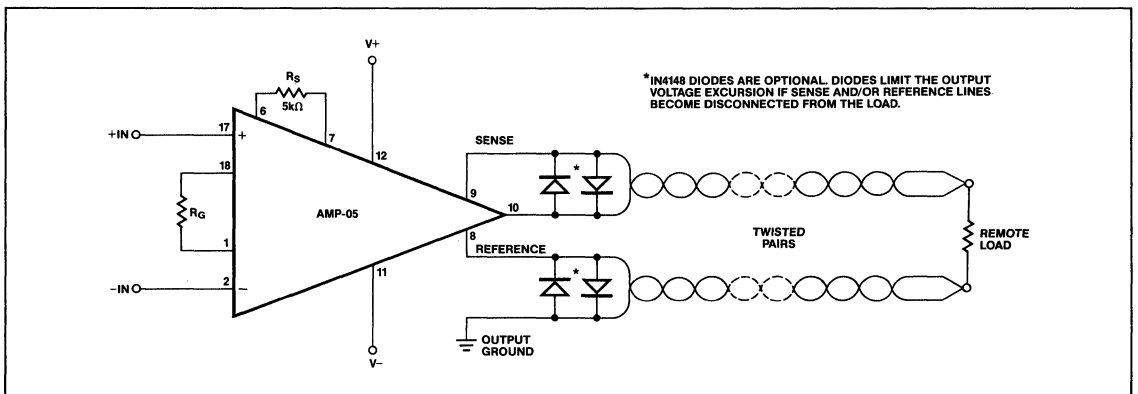 V+
RS
5kΩ
6
7
*IN4148 DIODES ARE OPTIONAL. DIODES LIMIT THE OUTPUT
VOLTAGE EXCURSION IF SENSE AND/OR REFERENCE LINES
BECOME DISCONNECTED FROM THE LOAD.
+IN
17
+
12
SENSE
18
*
9
10
RG
AMP-05
8
REFERENCE
TWISTED
PAIRS
REMOTE
LOAD
1
*
11
-IN
2
−
OUTPUT
GROUND
V−